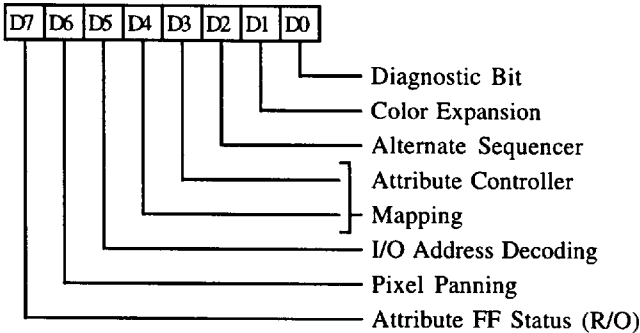 D7 D6 D5 D4 D3 D2 D1 D0
Diagnostic Bit
Color Expansion
Alternate Sequencer
Attribute Controller
Mapping
I/O Address Decoding
Pixel Panning
Attribute FF Status (R/O)